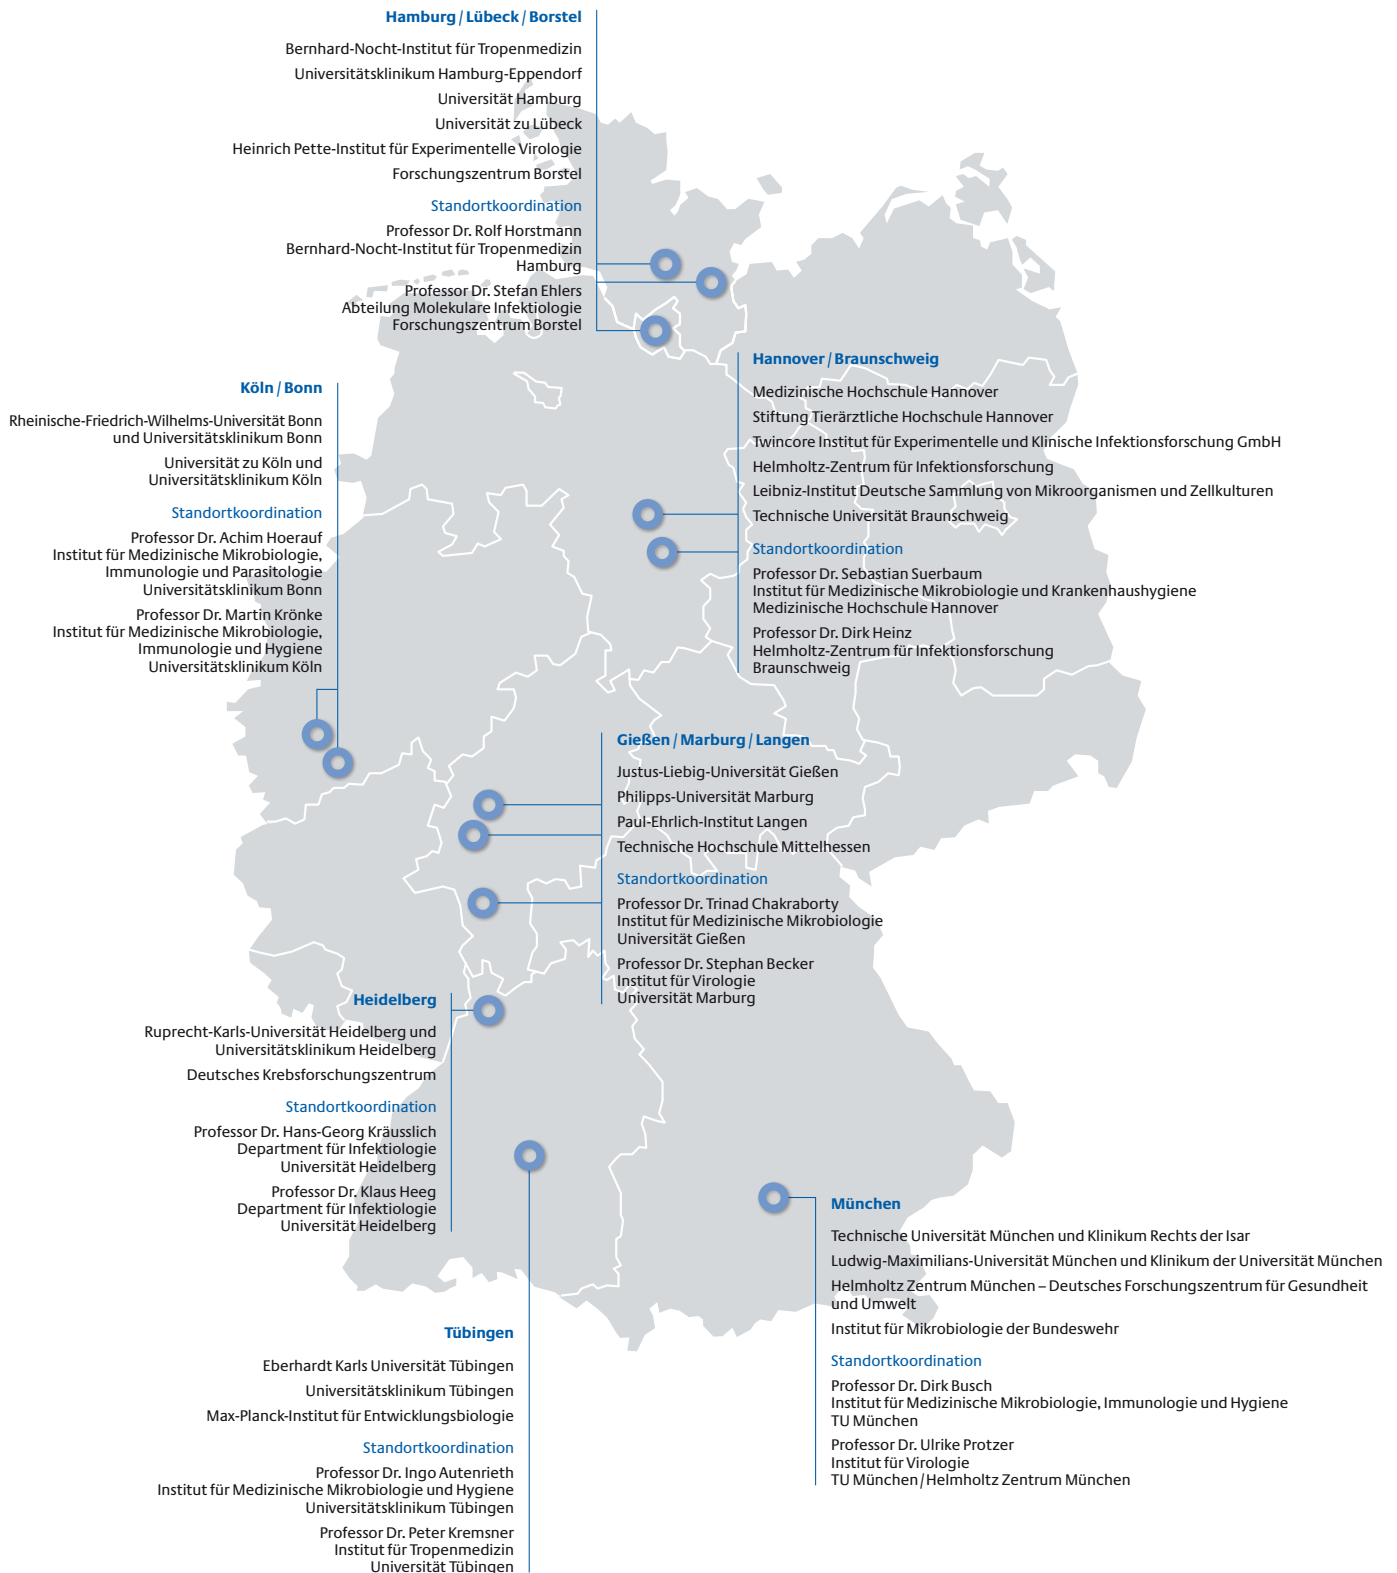 Hamburg / Lübeck / Borstel
Bernhard-Nocht-Institut für Tropenmedizin
Universitätsklinikum Hamburg-Eppendorf
Universität Hamburg
Universität zu Lübeck
Heinrich Pette-Institut für Experimentelle Virologie
Forschungszentrum Borstel
Standortkoordination
Professor Dr. Rolf Horstmann
Bernhard-Nocht-Institut für Tropenmedizin
Hamburg
Professor Dr. Stefan Ehlers
Abteilung Molekulare Infektiologie
Forschungszentrum Borstel
Hannover / Braunschweig
Medizinische Hochschule Hannover
Stiftung Tierärztliche Hochschule Hannover
Twincore Institut für Experimentelle und Klinische Infektionsforschung GmbH
Helmholtz-Zentrum für Infektionsforschung
Leibniz-Institut Deutsche Sammlung von Mikroorganismen und Zellkulturen
Technische Universität Braunschweig
Standortkoordination
Professor Dr. Sebastian Suerbaum
Institut für Medizinische Mikrobiologie und Krankenhaushygiene
Medizinische Hochschule Hannover
Professor Dr. Dirk Heinz
Helmholtz-Zentrum für Infektionsforschung
Braunschweig
Köln / Bonn
Rheinische-Friedrich-Wilhelms-Universität Bonn
und Universitätsklinikum Bonn
Universität zu Köln und
Universitätsklinikum Köln
Standortkoordination
Professor Dr. Achim Hoerauf
Institut für Medizinische Mikrobiologie,
Immunologie und Parasitologie
Universitätsklinikum Bonn
Professor Dr. Martin Krönke
Institut für Medizinische Mikrobiologie,
Immunologie und Hygiene
Universitätsklinikum Köln
Gießen / Marburg / Langen
Justus-Liebig-Universität Gießen
Philipps-Universität Marburg
Paul-Ehrlich-Institut Langen
Technische Hochschule Mittelhessen
Standortkoordination
Professor Dr. Trinad Chakraborty
Institut für Medizinische Mikrobiologie
Universität Gießen
Professor Dr. Stephan Becker
Institut für Virologie
Universität Marburg
Heidelberg
Ruprecht-Karls-Universität Heidelberg und
Universitätsklinikum Heidelberg
Deutsches Krebsforschungszentrum
Standortkoordination
Professor Dr. Hans-Georg Kräusslich
Department für Infektiologie
Universität Heidelberg
Professor Dr. Klaus Heeg
Department für Infektiologie
Universität Heidelberg
München
Technische Universität München und Klinikum Rechts der Isar
Ludwig-Maximilians-Universität München und Klinikum der Universität München
Helmholtz Zentrum München – Deutsches Forschungszentrum für Gesundheit
und Umwelt
Institut für Mikrobiologie der Bundeswehr
Standortkoordination
Professor Dr. Dirk Busch
Institut für Medizinische Mikrobiologie, Immunologie und Hygiene
TU München
Professor Dr. Ulrike Protzer
Institut für Virologie
TU München / Helmholtz Zentrum München
Tübingen
Eberhardt Karls Universität Tübingen
Universitätsklinikum Tübingen
Max-Planck-Institut für Entwicklungsbiologie
Standortkoordination
Professor Dr. Ingo Autenrieth
Institut für Medizinische Mikrobiologie und Hygiene
Universitätsklinikum Tübingen
Professor Dr. Peter Kremsner
Institut für Tropenmedizin
Universität Tübingen